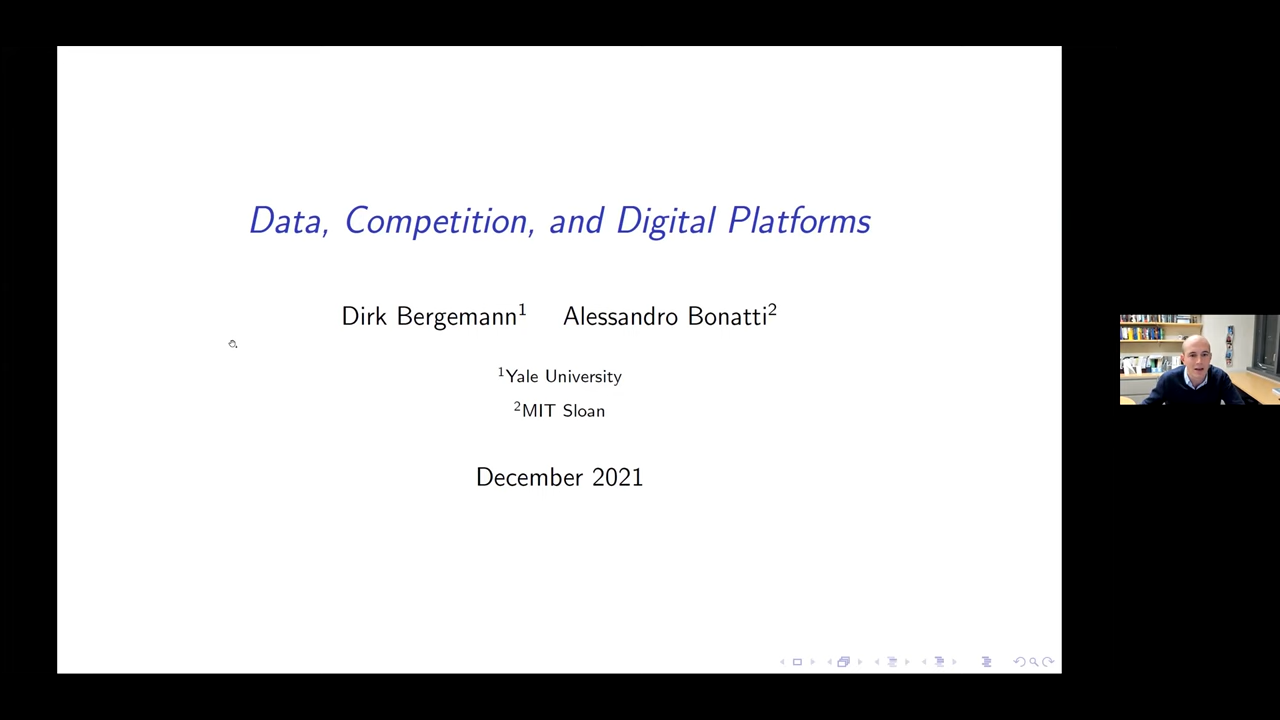 Data, Competition, and Digital Platforms
Dirk Bergemann¹ Alessandro Bonatti²
¹Yale University
²MIT Sloan
December 2021